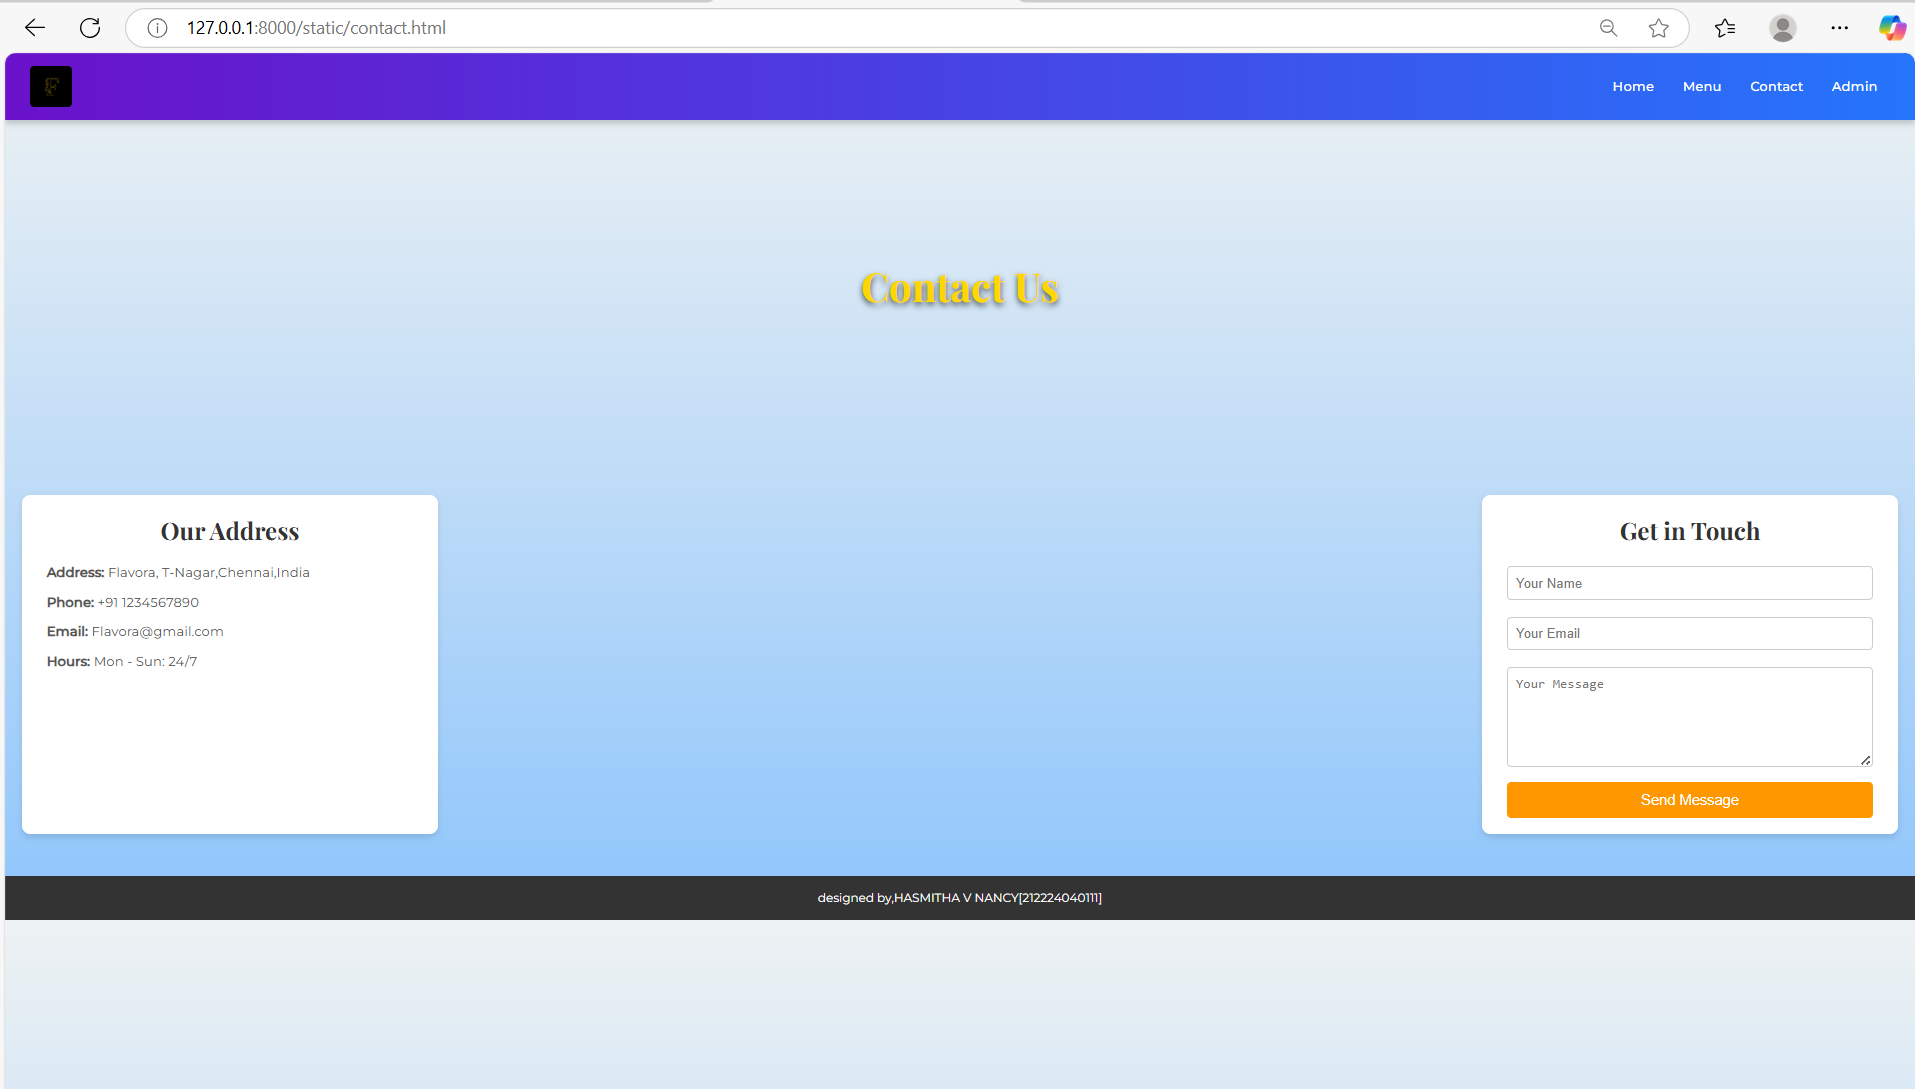 127.0.0.1:8000/static/contact.html
F
Home Menu Contact Admin
Contact Us
Our Address
Address: Flavora, T-Nagar,Chennai,India
Phone: +91 1234567890
Email: Flavora@gmail.com
Hours: Mon - Sun: 24/7
Get in Touch
Your Name
Your Email
Your Message
Send Message
designed by,HASMITHA V NANCY[212224040111]